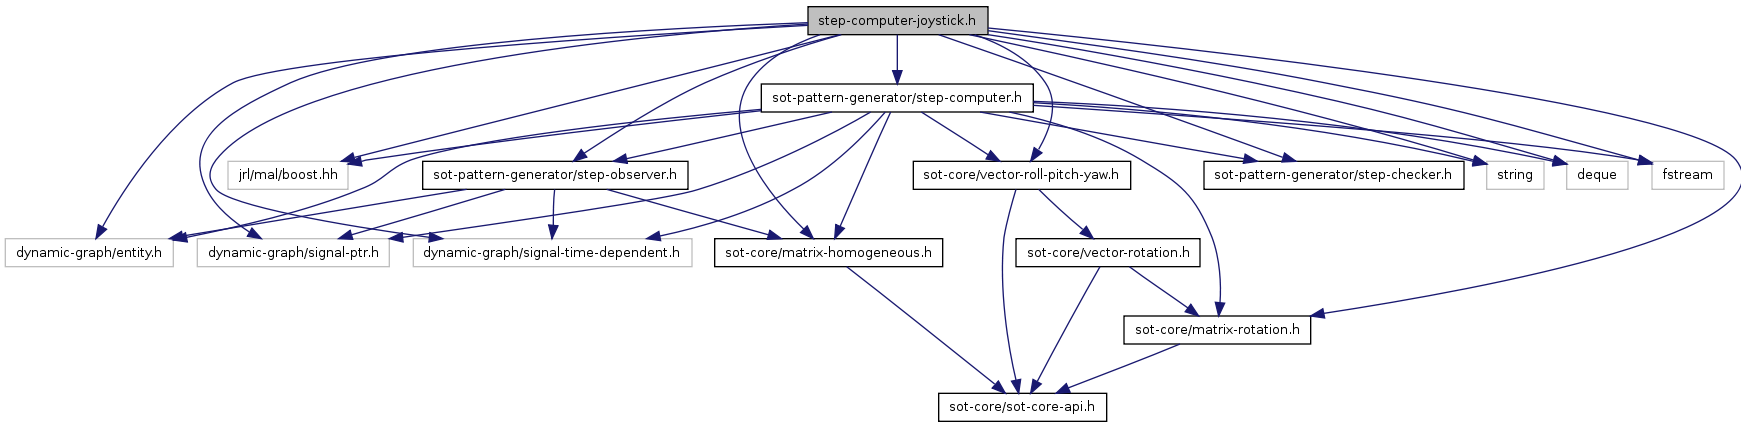 step-computer-joystick.h
sot-pattern-generator/step-computer.h
jrl/mal/boost.hh
sot-pattern-generator/step-observer.h
sot-core/vector-roll-pitch-yaw.h
sot-pattern-generator/step-checker.h
string
deque
fstream
dynamic-graph/entity.h
dynamic-graph/signal-ptr.h
dynamic-graph/signal-time-dependent.h
sot-core/matrix-homogeneous.h
sot-core/vector-rotation.h
sot-core/matrix-rotation.h
sot-core/sot-core-api.h